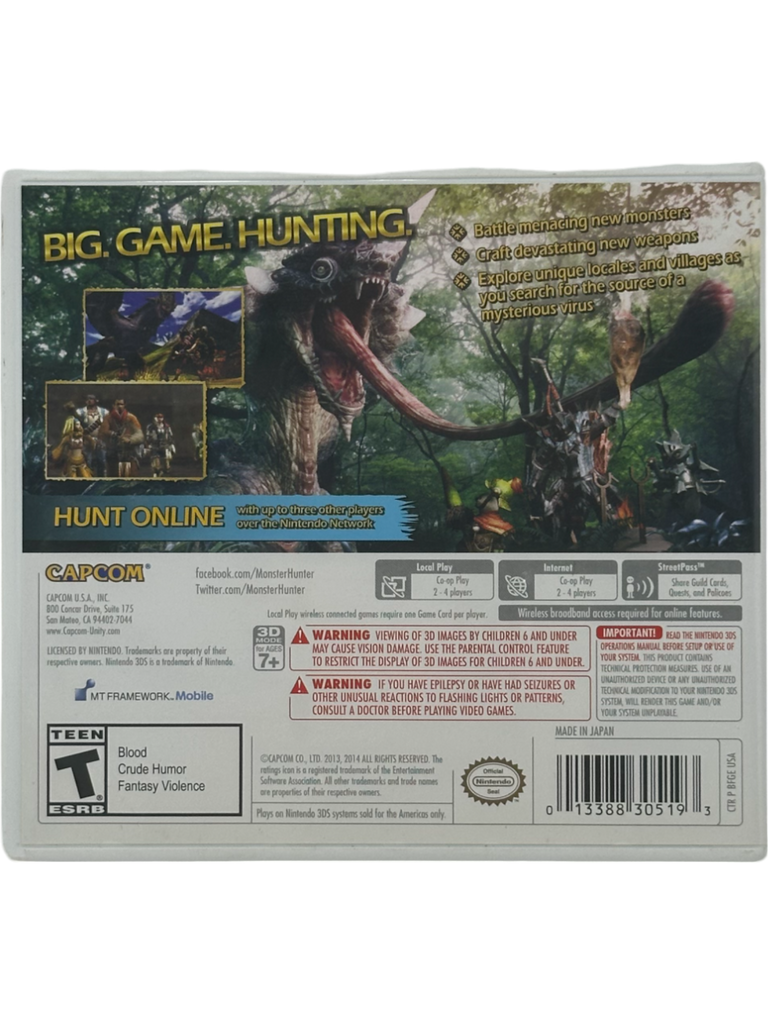 BIG. GAME. HUNTING.
Battle menacing new monsters
Craft devastating new weapons
Explore unique locales and villages as
you search for the source of a
mysterious virus
HUNT ONLINE
with up to three other players
over the Nintendo Network
CAPCOM®
CAPCOM U.S.A., INC.
800 Concar Drive, Suite 175
San Mateo, CA 94402-7044
www.Capcom-Unity.com
facebook.com/MonsterHunter
Twitter.com/MonsterHunter
Local Play
Co-op Play
2 - 4 players
Internet
Co-op Play
2 - 4 players
StreetPass™
Share Guild Cards,
Quests, and Palicoes
Local Play wireless connected games require one Game Card per player.
Wireless broadband access required for online features.
LICENSED BY NINTENDO. Trademarks are property of their
respective owners. Nintendo 3DS is a trademark of Nintendo.
MT FRAMEWORK™ Mobile
3D
MODE
for AGES
7+
WARNING VIEWING OF 3D IMAGES BY CHILDREN 6 AND UNDER
MAY CAUSE VISION DAMAGE. USE THE PARENTAL CONTROL FEATURE
TO RESTRICT THE DISPLAY OF 3D IMAGES FOR CHILDREN 6 AND UNDER.
WARNING IF YOU HAVE EPILEPSY OR HAVE HAD SEIZURES OR
OTHER UNUSUAL REACTIONS TO FLASHING LIGHTS OR PATTERNS,
CONSULT A DOCTOR BEFORE PLAYING VIDEO GAMES.
IMPORTANT! READ THE NINTENDO 3DS
OPERATIONS MANUAL BEFORE SETUP OR USE OF
YOUR SYSTEM. THIS PRODUCT CONTAINS
TECHNICAL PROTECTION MEASURES. USE OF AN
UNAUTHORIZED DEVICE OR ANY UNAUTHORIZED
TECHNICAL MODIFICATION TO YOUR NINTENDO 3DS
SYSTEM, WILL RENDER THIS GAME AND/OR
YOUR SYSTEM UNPLAYABLE.
MADE IN JAPAN
TEEN
T
®
ESRB
Blood
Crude Humor
Fantasy Violence
©CAPCOM CO., LTD. 2013, 2014 ALL RIGHTS RESERVED. The
ratings icon is a registered trademark of the Entertainment
Software Association. All other trademarks and trade names
are properties of their respective owners.
Plays on Nintendo 3DS systems sold for the Americas only.
Official
Nintendo
Seal
0 13388 30519 3
CTR P BFGE USA